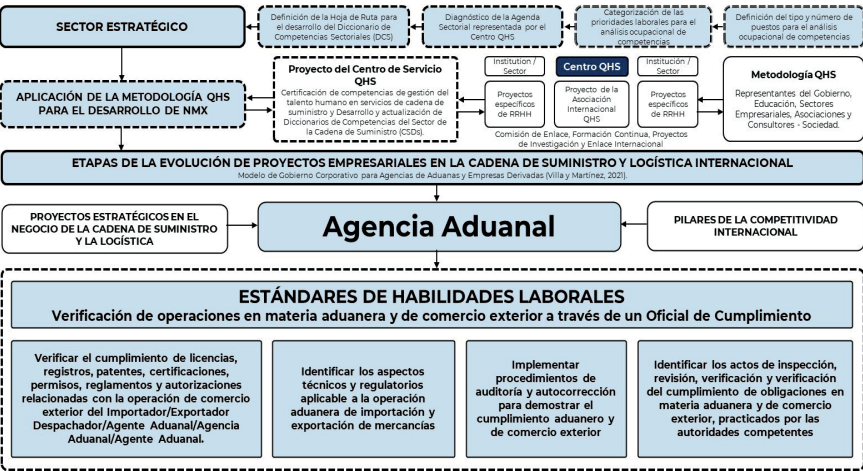 SECTOR ESTRATÉGICO
Definición de la Hoja de Ruta para
el desarrollo del Diccionario de
Competencias Sectoriales (DCS)
Diagnóstico de la Agenda
Sectorial representada por el
Centro QHS
Categorización de las
prioridades laborales para el
análisis ocupacional de
competencias
Definición del tipo y número de
puestos para el análisis
ocupacional de competencias
APLICACIÓN DE LA METODOLOGÍA QHS
PARA EL DESARROLLO DE NMX
Proyecto del Centro de Servicio
QHS
Certificación de competencias de gestión del
talento humano en servicios de cadena de
suministro y Desarrollo y actualización de
Diccionarios de Competencias del Sector de
la Cadena de Suministro (CSDs).
Institution /
Sector
Centro QHS
Institución /
Sector
Proyectos
específicos
de RRHH
Proyecto de la
Asociación
Internacional
QHS
Proyectos
específicos
de RRHH
Comisión de Enlace, Formación Continua, Proyectos
de Investigación y Enlace Internacional
Metodología QHS
Representantes del Gobierno,
Educación, Sectores
Empresariales, Asociaciones y
Consultores - Sociedad.
ETAPAS DE LA EVOLUCIÓN DE PROYECTOS EMPRESARIALES EN LA CADENA DE SUMINISTRO Y LOGÍSTICA INTERNACIONAL
Modelo de Gobierno Corporativo para Agencias de Aduanas y Empresas Derivadas (Villa y Martínez, 2021).
PROYECTOS ESTRATÉGICOS EN EL
NEGOCIO DE LA CADENA DE SUMINISTRO
Y LA LOGÍSTICA
Agencia Aduanal
PILARES DE LA COMPETITIVIDAD
INTERNACIONAL
ESTÁNDARES DE HABILIDADES LABORALES
Verificación de operaciones en materia aduanera y de comercio exterior a través de un Oficial de Cumplimiento
Verificar el cumplimiento de licencias,
registros, patentes, certificaciones,
permisos, reglamentos y autorizaciones
relacionadas con la operación de comercio
exterior del Importador/Exportador
Despachador/Agente Aduanal/Agencia
Aduanal/Agente Aduanal.
Identificar los aspectos
técnicos y regulatorios
aplicable a la operación
aduanera de importación y
exportación de mercancías
Implementar
procedimientos de
auditoría y autocorrección
para demostrar el
cumplimiento aduanero y
de comercio exterior
Identificar los actos de inspección,
revisión, verificación y verificación
del cumplimiento de obligaciones en
materia aduanera y de comercio
exterior, practicados por las
autoridades competentes